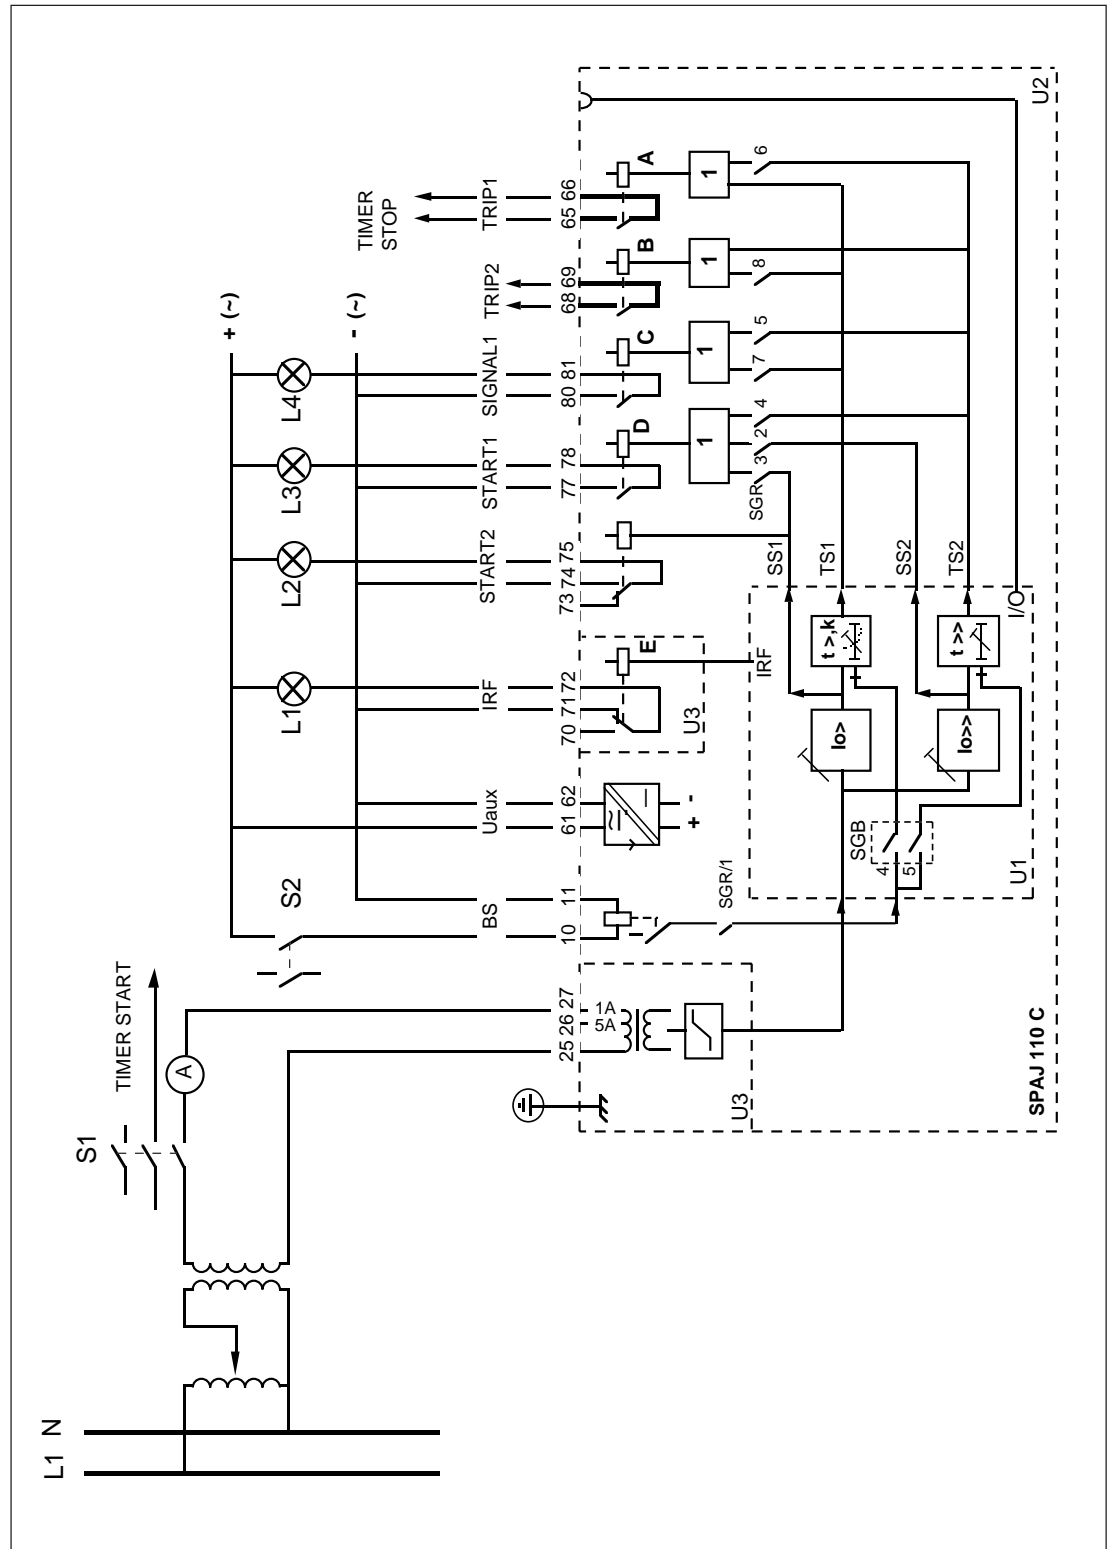 L1 N
S1
TIMER START
A
S2
+ (~)
- (~)
L1
L2
L3
L4
TIMER
STOP
BS
Uaux
IRF
START2
START1
SIGNAL1
TRIP2
TRIP1
25 26 27
10 11
61 62
70 71 72
73 74 75
77 78
80 81
68 69
65 66
1A
5A
U3
+ -
SGR/1
U3
E
D
C
B
A
1
1
1
1
SGR
3 2 4
7 5
8
6
IRF
SS1
TS1
SS2
TS2
I/O
SGB
4
5
Io>
t >,k
Io>>
t >>
U1
U2
SPAJ 110 C